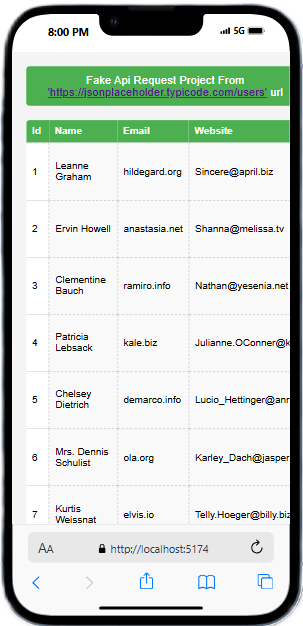 8:00 PM 5G
Fake Api Request Project From
'https://jsonplaceholder.typicode.com/users' url
Id Name Email Website
1 Leanne Graham hildegard.org Sincere@april.biz
2 Ervin Howell anastasia.net Shanna@melissa.tv
3 Clementine Bauch ramiro.info Nathan@yesenia.net
4 Patricia Lebsack kale.biz Julianne.OConner@k
5 Chelsey Dietrich demarco.info Lucio_Hettinger@ann
6 Mrs. Dennis Schulist ola.org Karley_Dach@jasper.
7 Kurtis Weissnat elvis.io Telly.Hoeger@billy.biz
AA http://localhost:5174